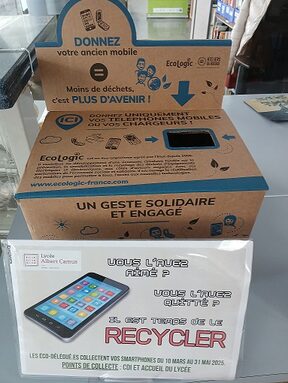 DONNEZ
votre ancien mobile
=
Moins de déchets,
c'est PLUS D'AVENIR !
EcoLogic
ICI
DONNEZ UNIQUEMENT
VOS TÉLÉPHONES MOBILES
OU VOS CHARGEURS !
EcoLogic
www.ecologic-france.com
UN GESTE SOLIDAIRE
ET ENGAGÉ
Lycée
Albert Camus
VOUS L'AVEZ
AIMÉ ?
VOUS L'AVEZ
QUITTÉ ?
IL EST TEMPS DE LE
RECYCLER
LES ÉCO-DÉLÉGUÉ ES COLLECTENT VOS SMARTPHONES DU 10 MARS AU 31 MAI 2025.
POINTS DE COLLECTE : CDI ET ACCUEIL DU LYCÉE